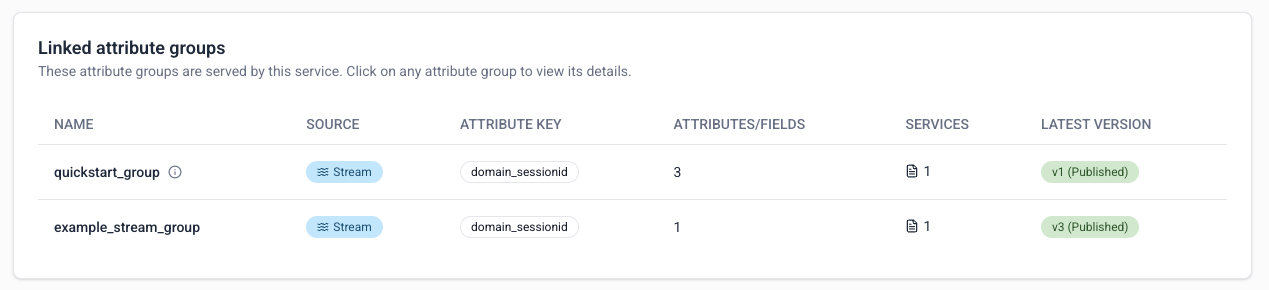 Linked attribute groups
These attribute groups are served by this service. Click on any attribute group to view its details.
NAME SOURCE ATTRIBUTE KEY ATTRIBUTES/FIELDS SERVICES LATEST VERSION
quickstart_group Stream domain_sessionid 3 1 v1 (Published)
example_stream_group Stream domain_sessionid 1 1 v3 (Published)